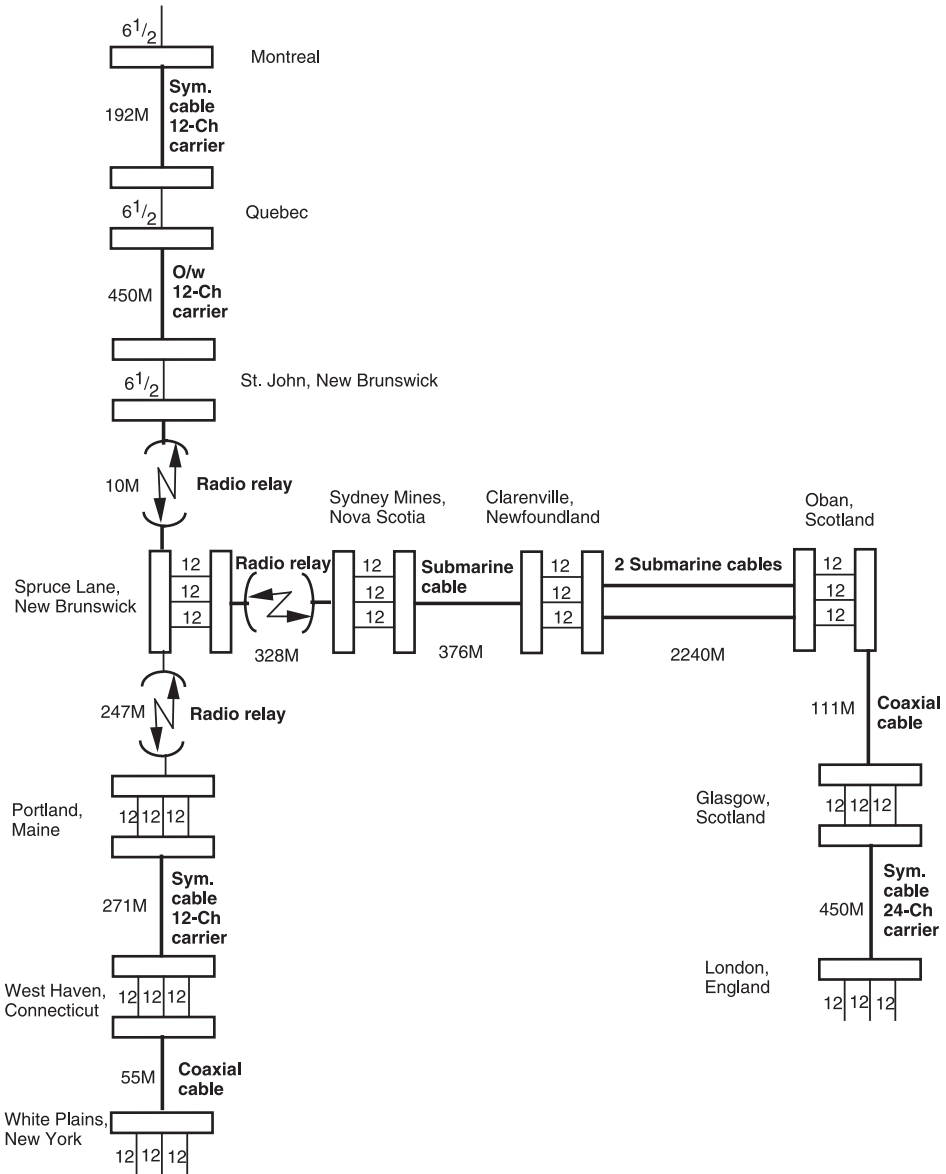 6 1/2
Montreal
Sym.
cable
12-Ch
carrier
192M
6 1/2
Quebec
O/w
12-Ch
carrier
450M
6 1/2
St. John, New Brunswick
10M
Radio relay
Spruce Lane,
New Brunswick
12
12
12
Radio relay
328M
Sydney Mines,
Nova Scotia
12
12
12
Submarine
cable
376M
Clarenville,
Newfoundland
12
12
12
2 Submarine cables
2240M
Oban,
Scotland
12
12
12
111M
Coaxial
cable
Glasgow,
Scotland
12 12 12
Sym.
cable
24-Ch
carrier
450M
London,
England
12 12 12
247M
Radio relay
Portland,
Maine
12 12 12
Sym.
cable
12-Ch
carrier
271M
West Haven,
Connecticut
12 12 12
55M
Coaxial
cable
White Plains,
New York
12 12 12